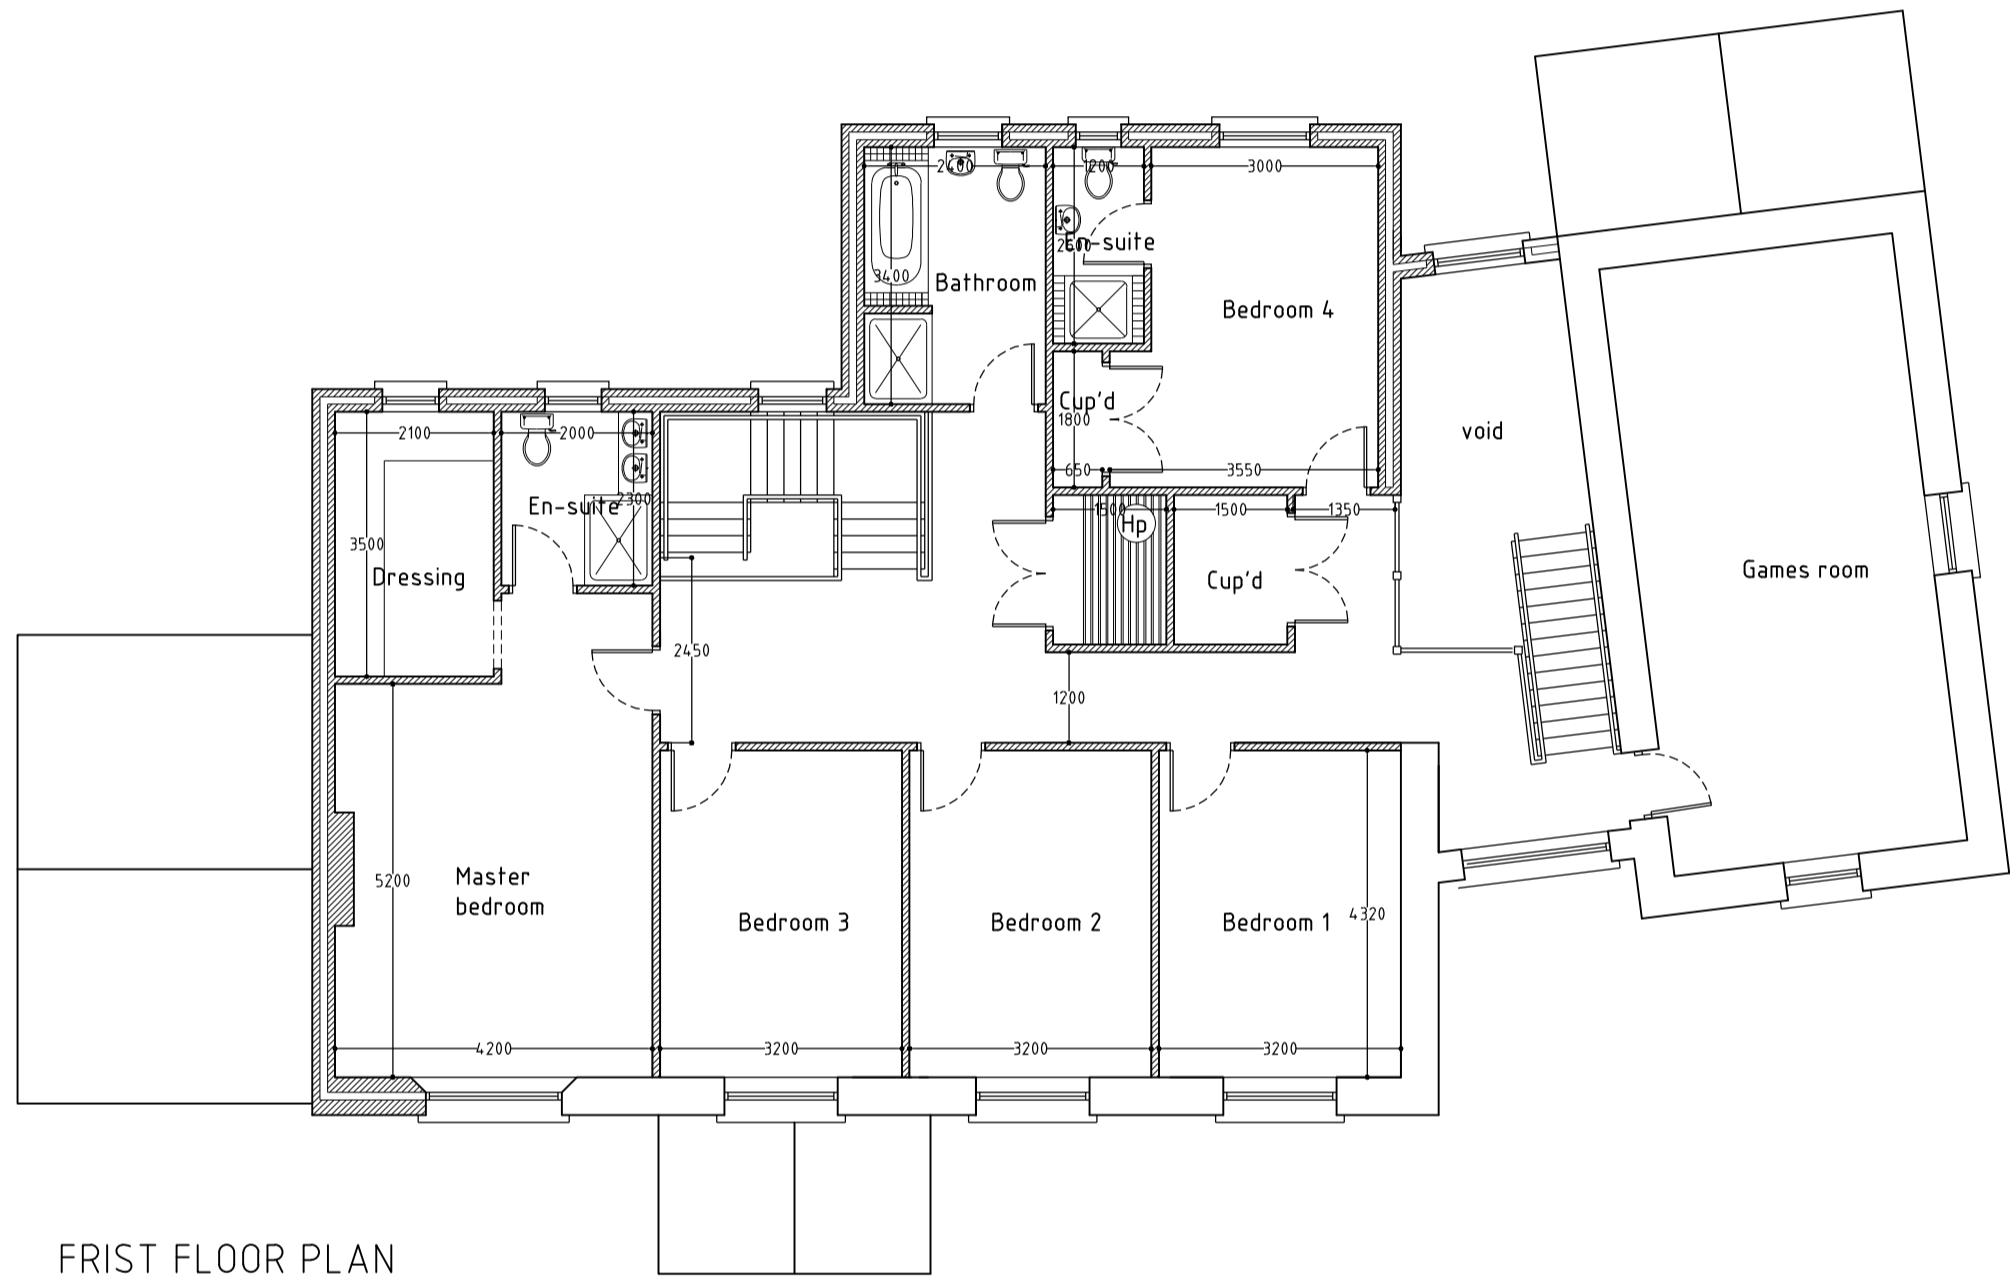 2400
1200
3000
En-suite
2600
3400
Bathroom
Bedroom 4
Cup'd
1800
void
2100
2000
650
3550
En-suite
2300
1500
Hp
1500
1350
3500
Dressing
Cup'd
Games room
2450
1200
5200
Master
bedroom
Bedroom 3
Bedroom 2
Bedroom 1
4320
4200
3200
3200
3200
FRIST FLOOR PLAN